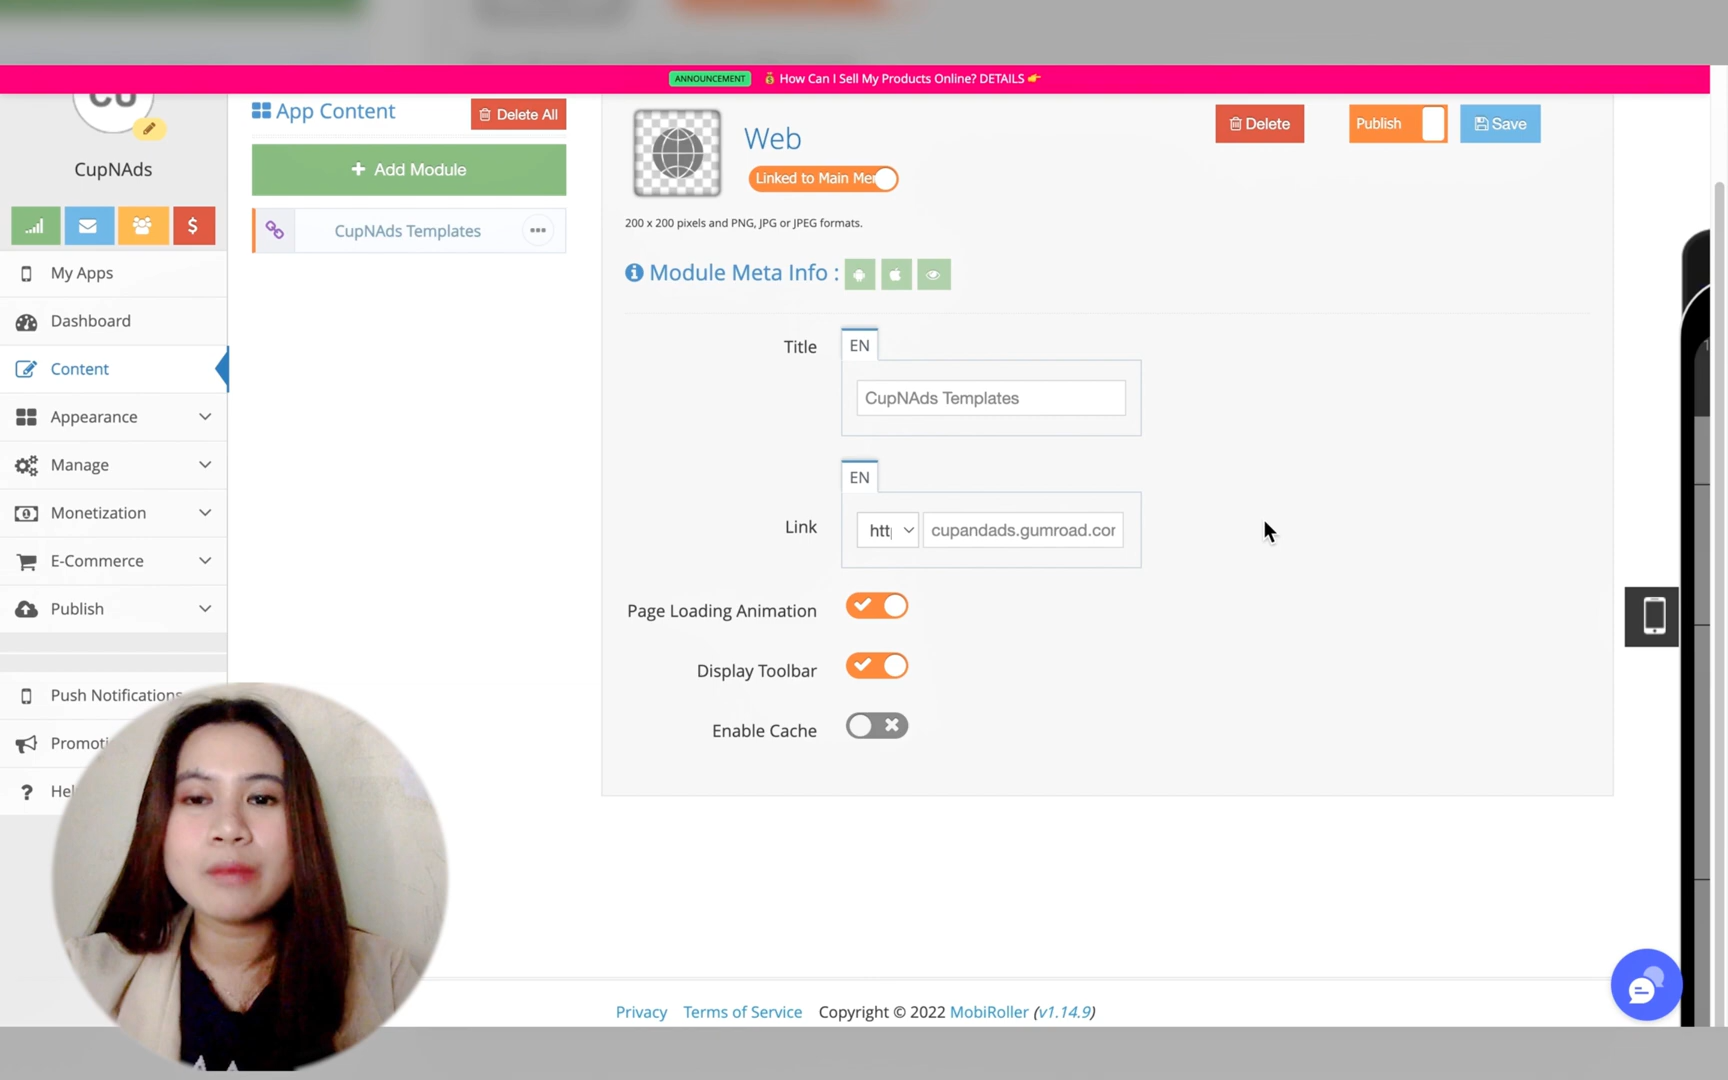 ANNOUNCEMENT 💰 How Can I Sell My Products Online? DETAILS 👉
CupNAds
My Apps
Dashboard
Content
Appearance
Manage
Monetization
E-Commerce
Publish
Push Notifications
Promoti
Hel
App Content
Delete All
+ Add Module
CupNAds Templates
Web
Linked to Main Men
Delete
Publish
Save
200 x 200 pixels and PNG, JPG or JPEG formats.
Module Meta Info :
Title
EN
CupNAds Templates
EN
Link
htt
cupandads.gumroad.cor
Page Loading Animation
Display Toolbar
Enable Cache
Privacy Terms of Service Copyright © 2022 MobiRoller (v1.14.9)